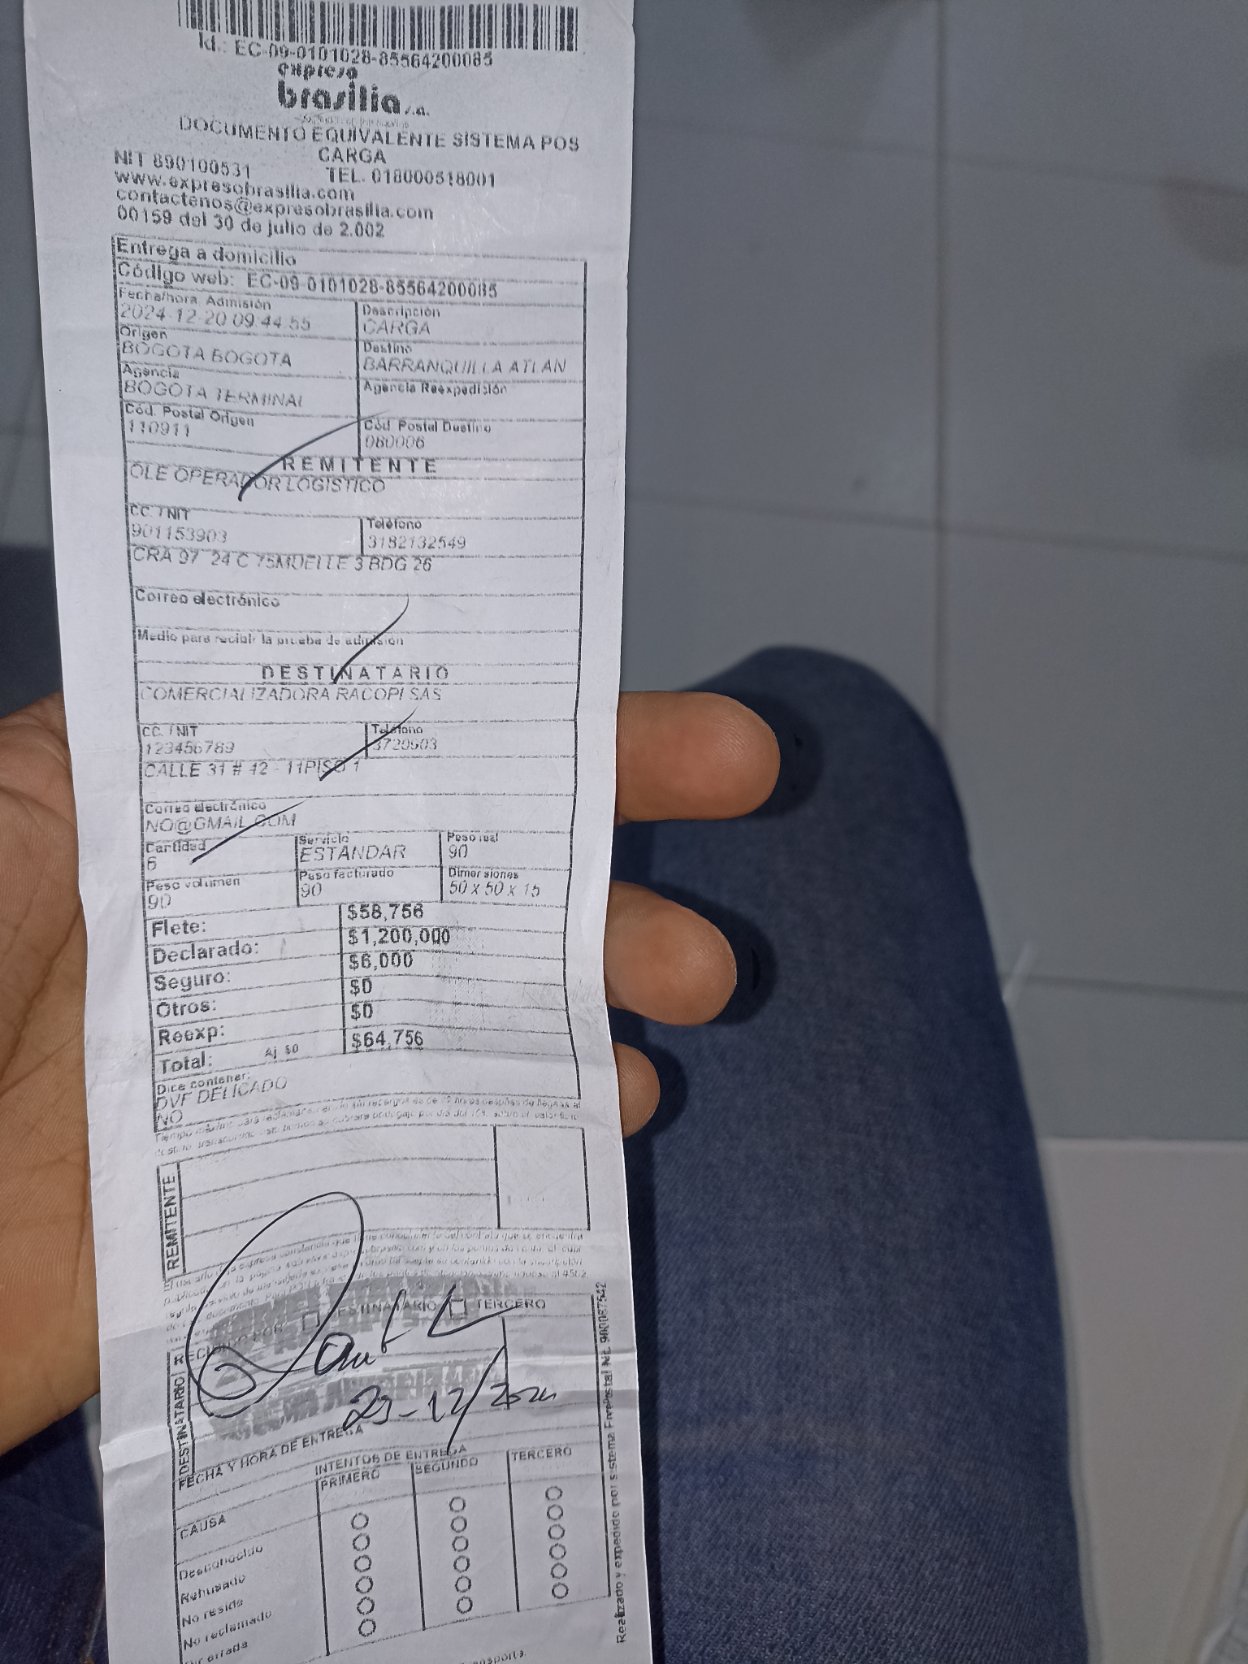 Id.: EC-09-0101028-85564200085
expreso
brasilia s.a.
DOCUMENTO EQUIVALENTE SISTEMA POS
CARGA
NIT 890100531 TEL. 018000518001
www.expresobrasilia.com
contactenos@expresobrasilia.com
00159 del 30 de julio de 2.002
Entrega a domicilio
Código web: EC-09-0101028-85564200085
Fecha/hora Admisión Descripción
2024-12-20 09:44:55 CARGA
Origen Destino
BOGOTA BOGOTA BARRANQUILLA ATLAN
Agencia Agencia Reexpedición
BOGOTA TERMINAL
Cód. Postal Origen Cód. Postal Destino
110911 080006
REMITENTE
OLE OPERADOR LOGISTICO
CC. / NIT Teléfono
901153903 3182132549
CRA 97 24 C 75MUELLE 3 BDG 26
Correo electrónico
Medio para recibir la prueba de admisión
DESTINATARIO
COMERCIALIZADORA RACOPI SAS
CC. / NIT Teléfono
123456789 3720903
CALLE 31 # 42 - 11PISO 1
Correo electrónico
NO@GMAIL.COM
Cantidad Servicio Peso real
6 ESTANDAR 90
Peso volumen Peso facturado Dimensiones
90 90 50 x 50 x 15
Flete: $58,756
Declarado: $1,200,000
Seguro: $6,000
Otros: $0
Reexp: $0
Total: Aj $0 $64,756
Dice contener:
DVF DELICADO
NO
REMITENTE
DESTINATARIO
RECIBIDO POR DESTINATARIO TERCERO
FECHA Y HORA DE ENTREGA
INTENTOS DE ENTREGA
PRIMERO SEGUNDO TERCERO
CAUSA
Desconocido
Rehusado
No reside
No reclamado
errada